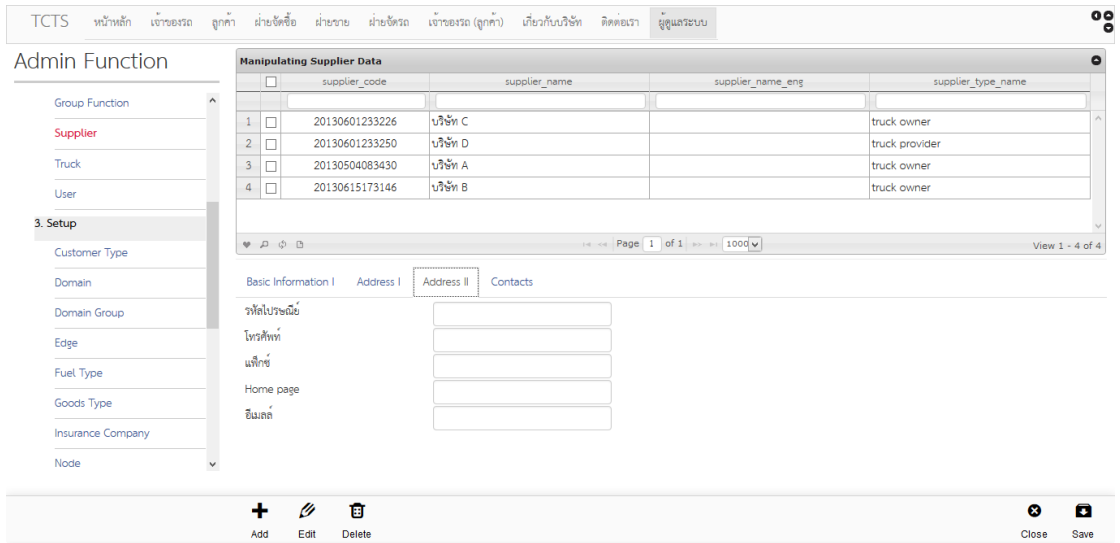 TCTS หน้าหลัก เจ้าของรถ ลูกค้า ฝ่ายจัดซื้อ ฝ่ายขาย ฝ่ายจัดรถ เจ้าของรถ (ลูกค้า) เกี่ยวกับบริษัท ติดต่อเรา ผู้ดูแลระบบ
Admin Function
Group Function
Supplier
Truck
User
3. Setup
Customer Type
Domain
Domain Group
Edge
Fuel Type
Goods Type
Insurance Company
Node
Manipulating Supplier Data
supplier_code supplier_name supplier_name_eng supplier_type_name
1 20130601233226 บริษัท C truck owner
2 20130601233250 บริษัท D truck provider
3 20130504083430 บริษัท A truck owner
4 20130615173146 บริษัท B truck owner
Page 1 of 1 1000 View 1 - 4 of 4
Basic Information I Address I Address II Contacts
รหัสไปรษณีย์
โทรศัพท์
แฟ็กซ์
Home page
อีเมลล์
Add Edit Delete Close Save